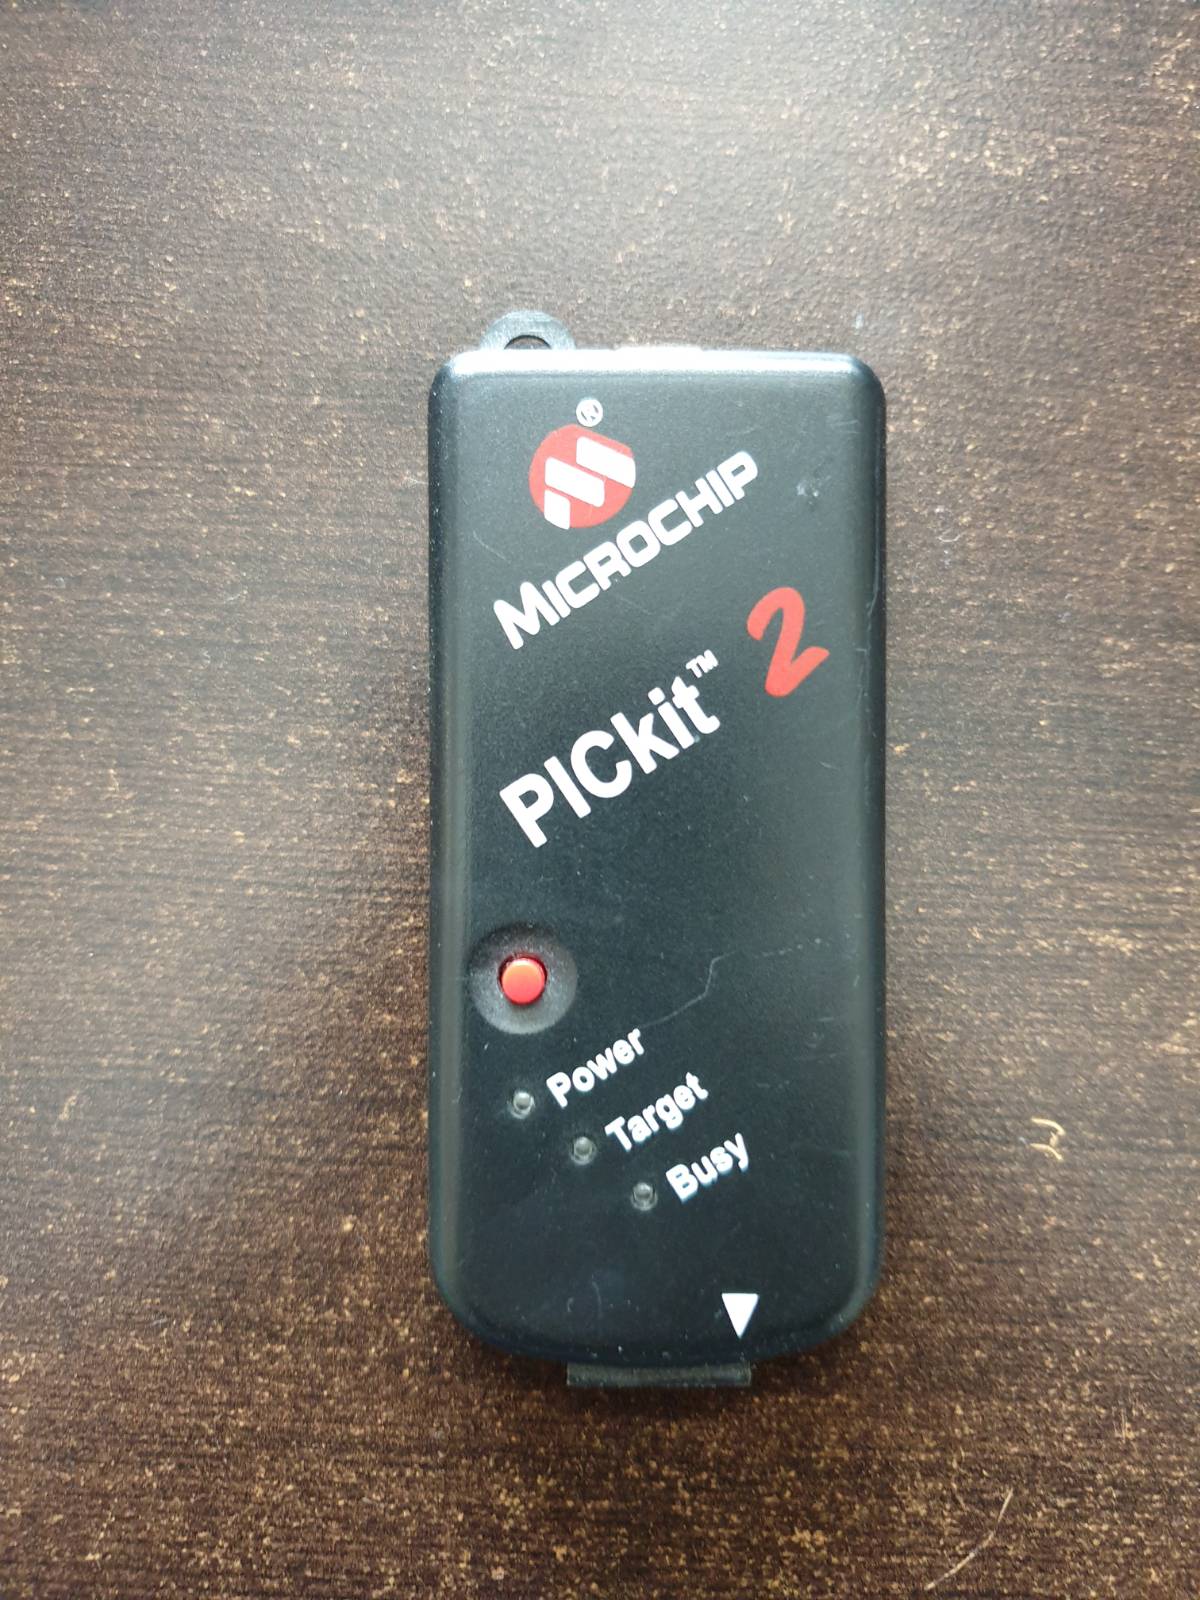 ®
MICROCHIP
PICkit™ 2
Power
Target
Busy